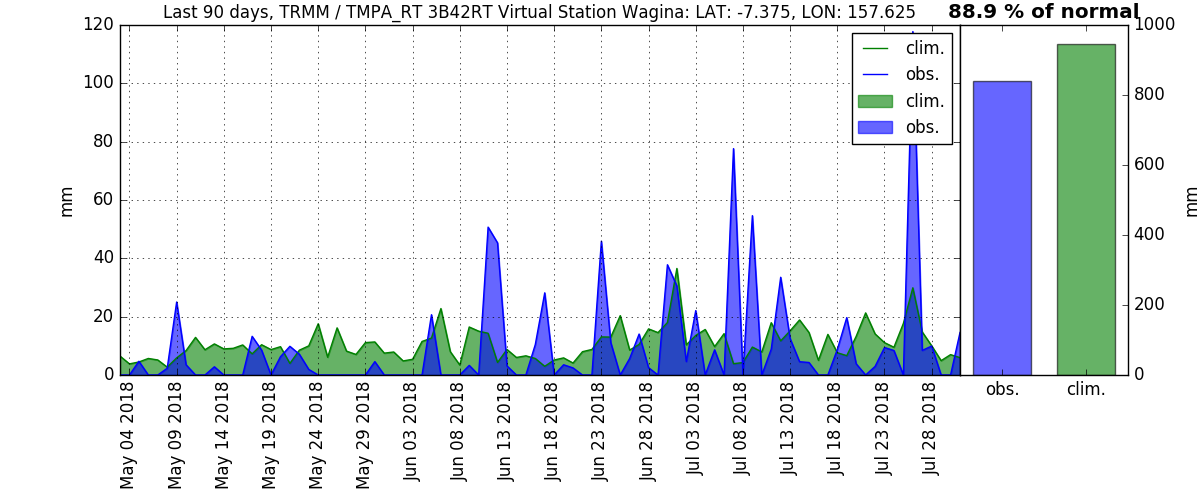 Last 90 days, TRMM / TMPA_RT 3B42RT Virtual Station Wagina: LAT: -7.375, LON: 157.625
88.9 % of normal
120
100
80
60
40
20
0
mm
clim.
obs.
clim.
obs.
1000
800
600
400
200
0
mm
obs.
clim.
May 04 2018
May 09 2018
May 14 2018
May 19 2018
May 24 2018
May 29 2018
Jun 03 2018
Jun 08 2018
Jun 13 2018
Jun 18 2018
Jun 23 2018
Jun 28 2018
Jul 03 2018
Jul 08 2018
Jul 13 2018
Jul 18 2018
Jul 23 2018
Jul 28 2018